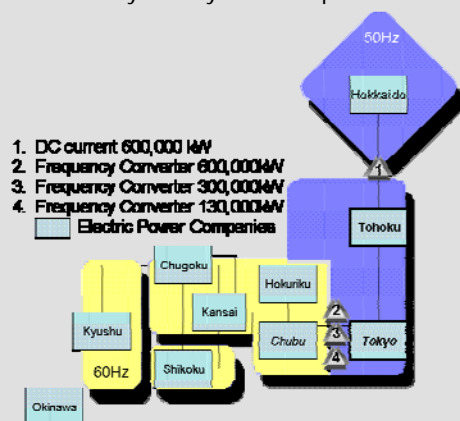 50Hz
Hokkaido
1. DC current 600,000 kW
2. Frequency Converter 600,000kW
3. Frequency Converter 300,000kW
4. Frequency Converter 130,000kW
Electric Power Companies
1
Tohoku
Chugoku
Hokuriku
Kansai
2
Kyushu
Chubu
3
Tokyo
4
60Hz
Shikoku
Okinawa